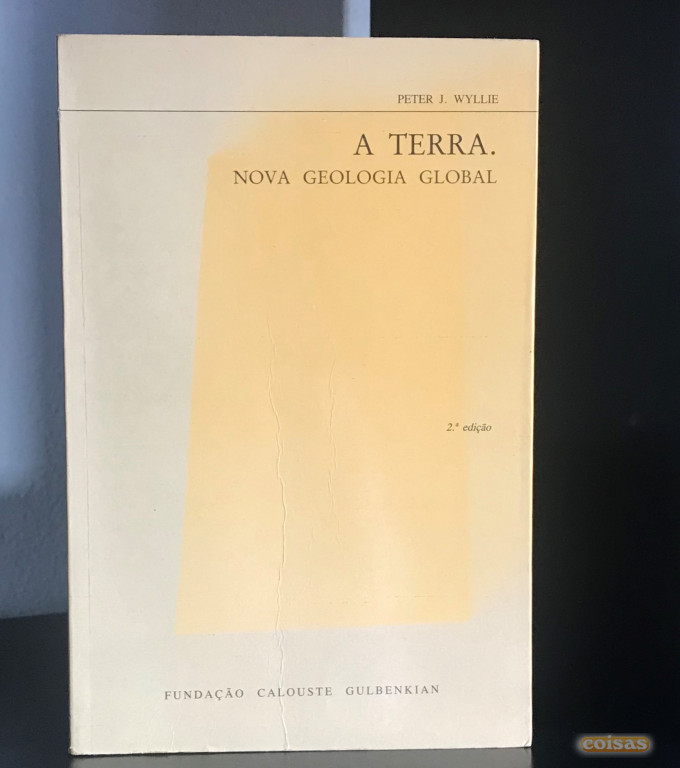 PETER J. WYLLIE
A TERRA.
NOVA GEOLOGIA GLOBAL
2.ª edição
FUNDAÇÃO CALOUSTE GULBENKIAN
coisas